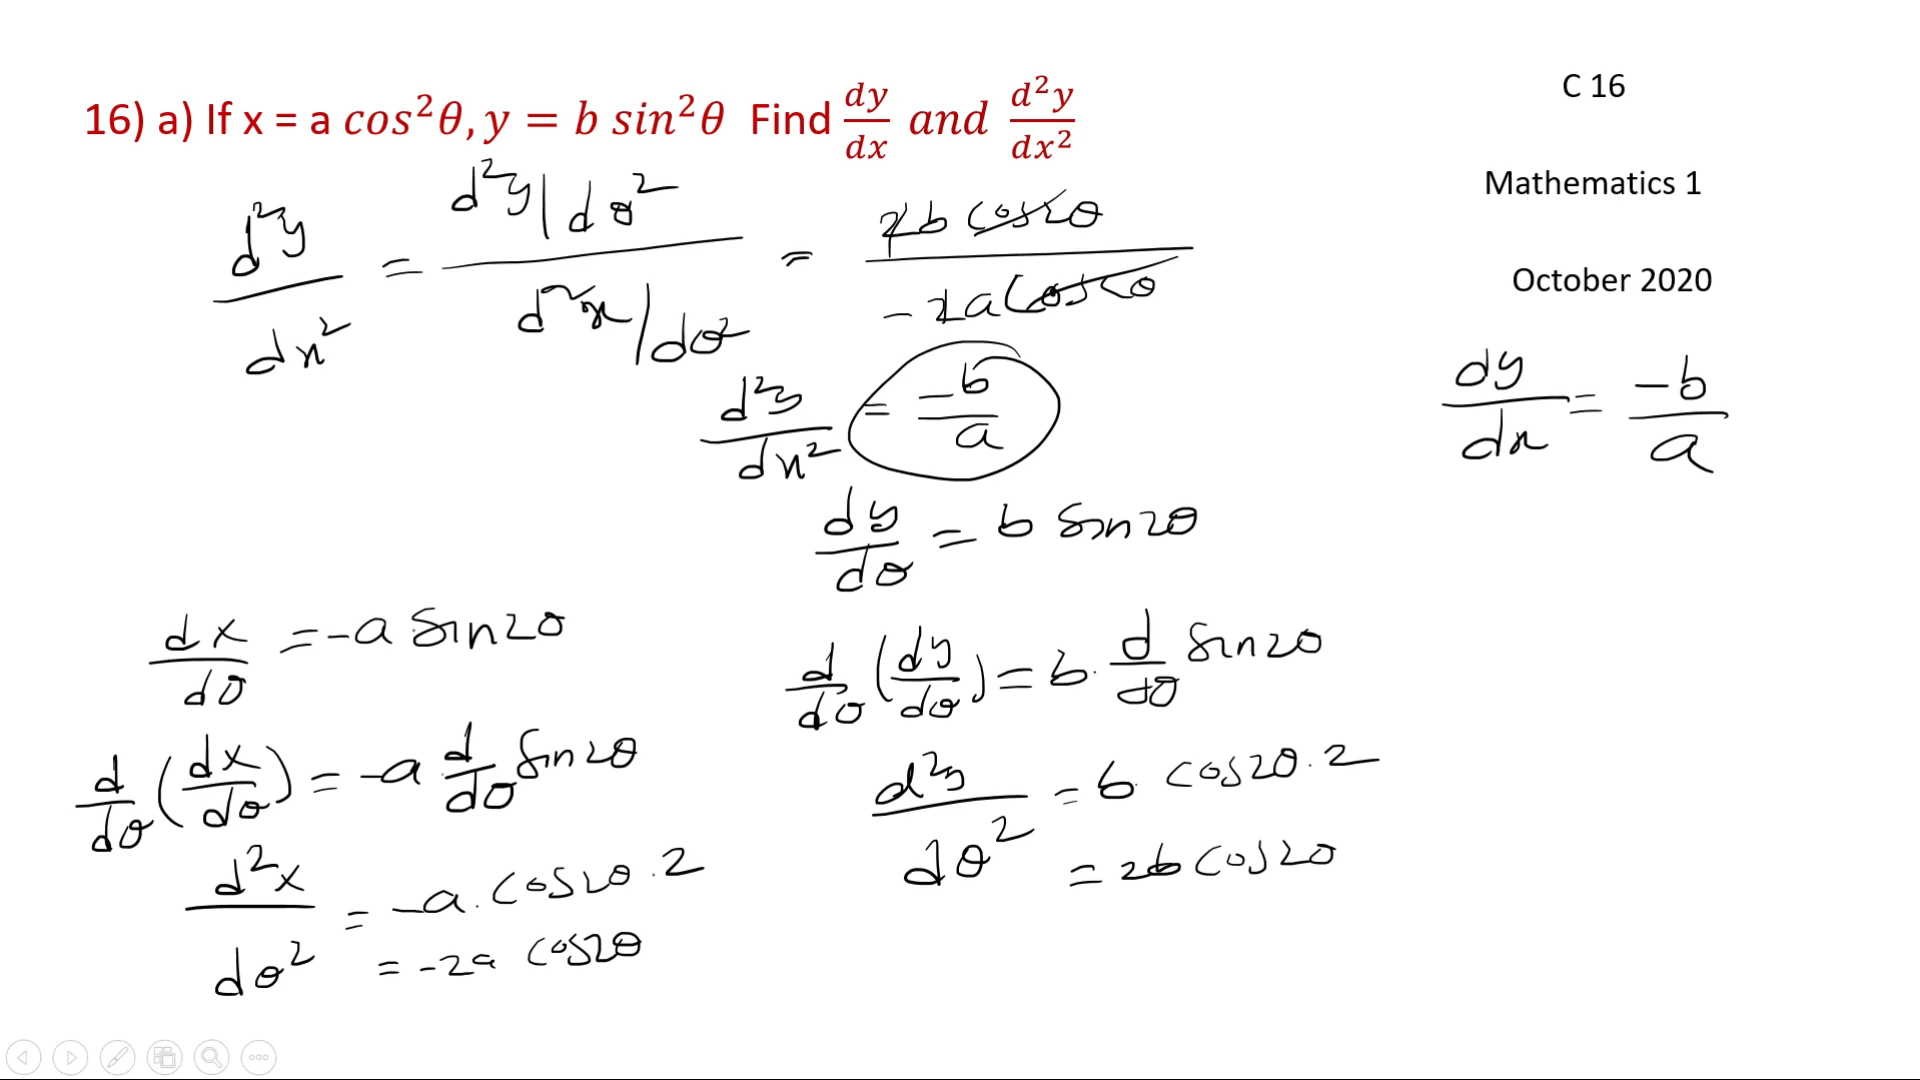 16) a) If x = a cos²θ, y = b sin²θ Find dy/dx and d²y/dx²
C 16
Mathematics 1
October 2020
d²y/dx² = (d²y/dθ²)/(d²x/dθ²) = 2b cos2θ/-2a cos2θ
d²y/dx² = -b/a
dy/dx = -b/a
dy/dθ = b sin2θ
dx/dθ = -a sin2θ
d/dθ (dx/dθ) = -a d/dθ sin2θ
d²x/dθ² = -a. cos2θ.2
= -2a cos2θ
d/dθ (dy/dθ) = b. d/dθ sin2θ
d²y/dθ² = b. cos2θ.2
= 2b cos2θ